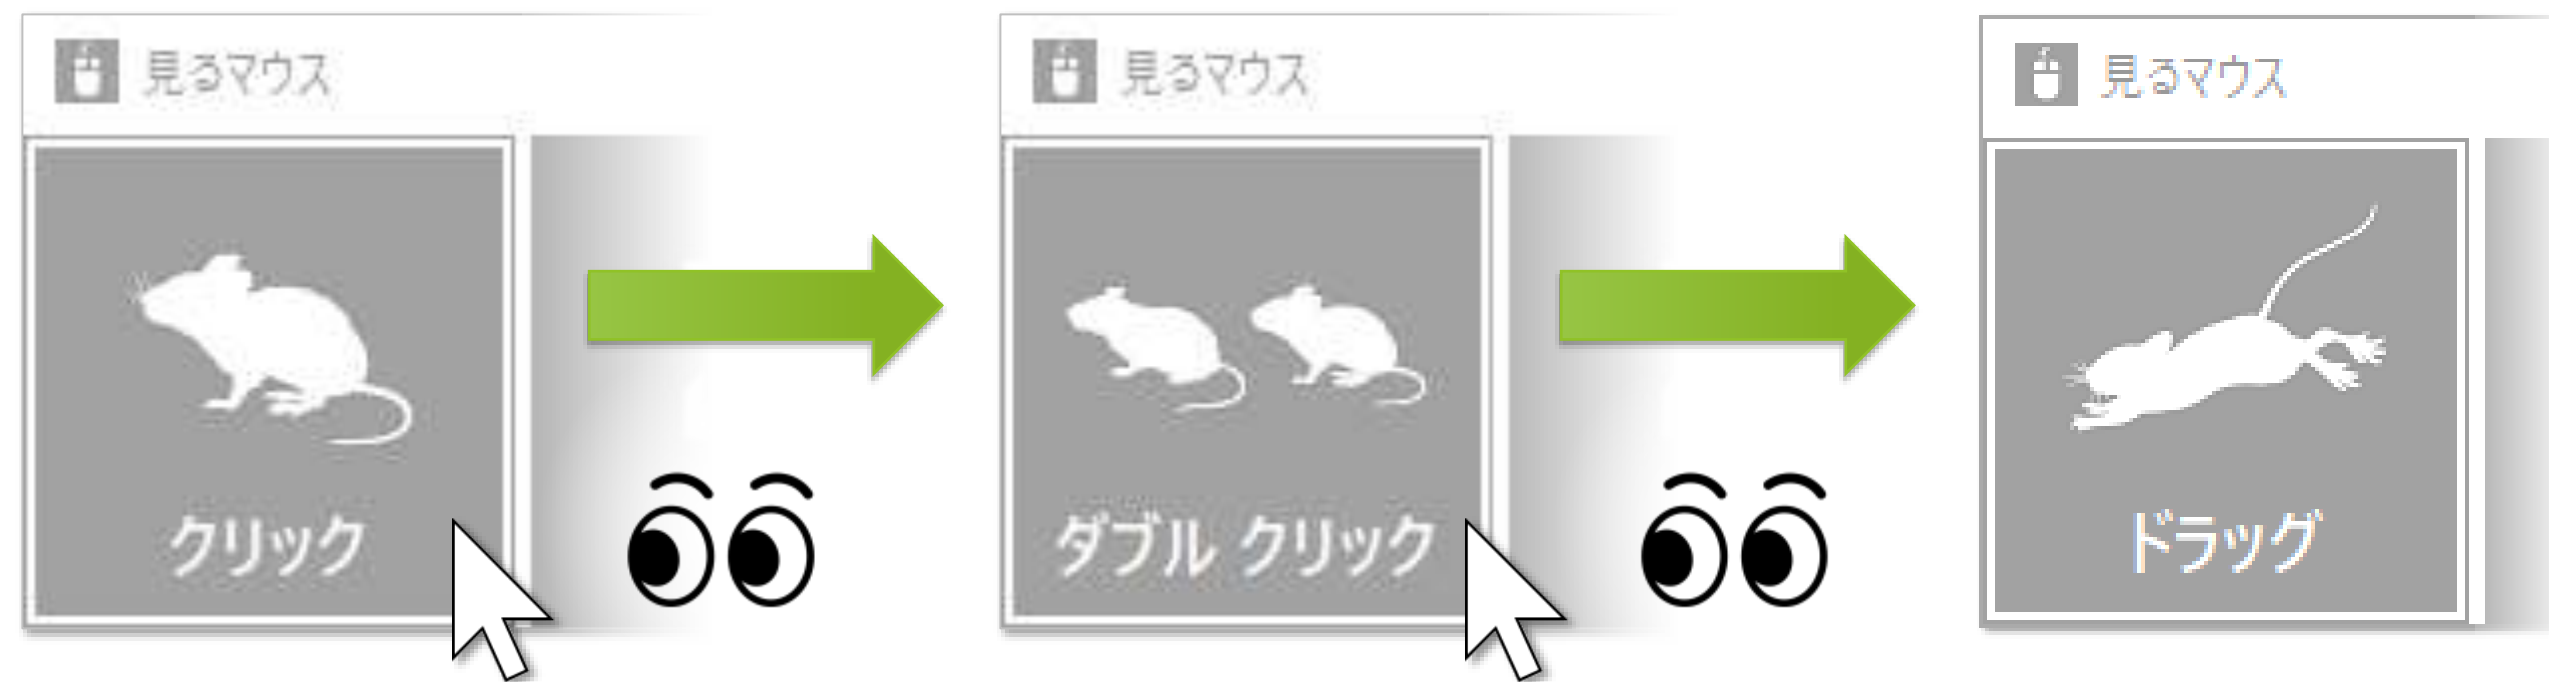 見るマウス
クリック
見るマウス
ダブル クリック
見るマウス
ドラッグ